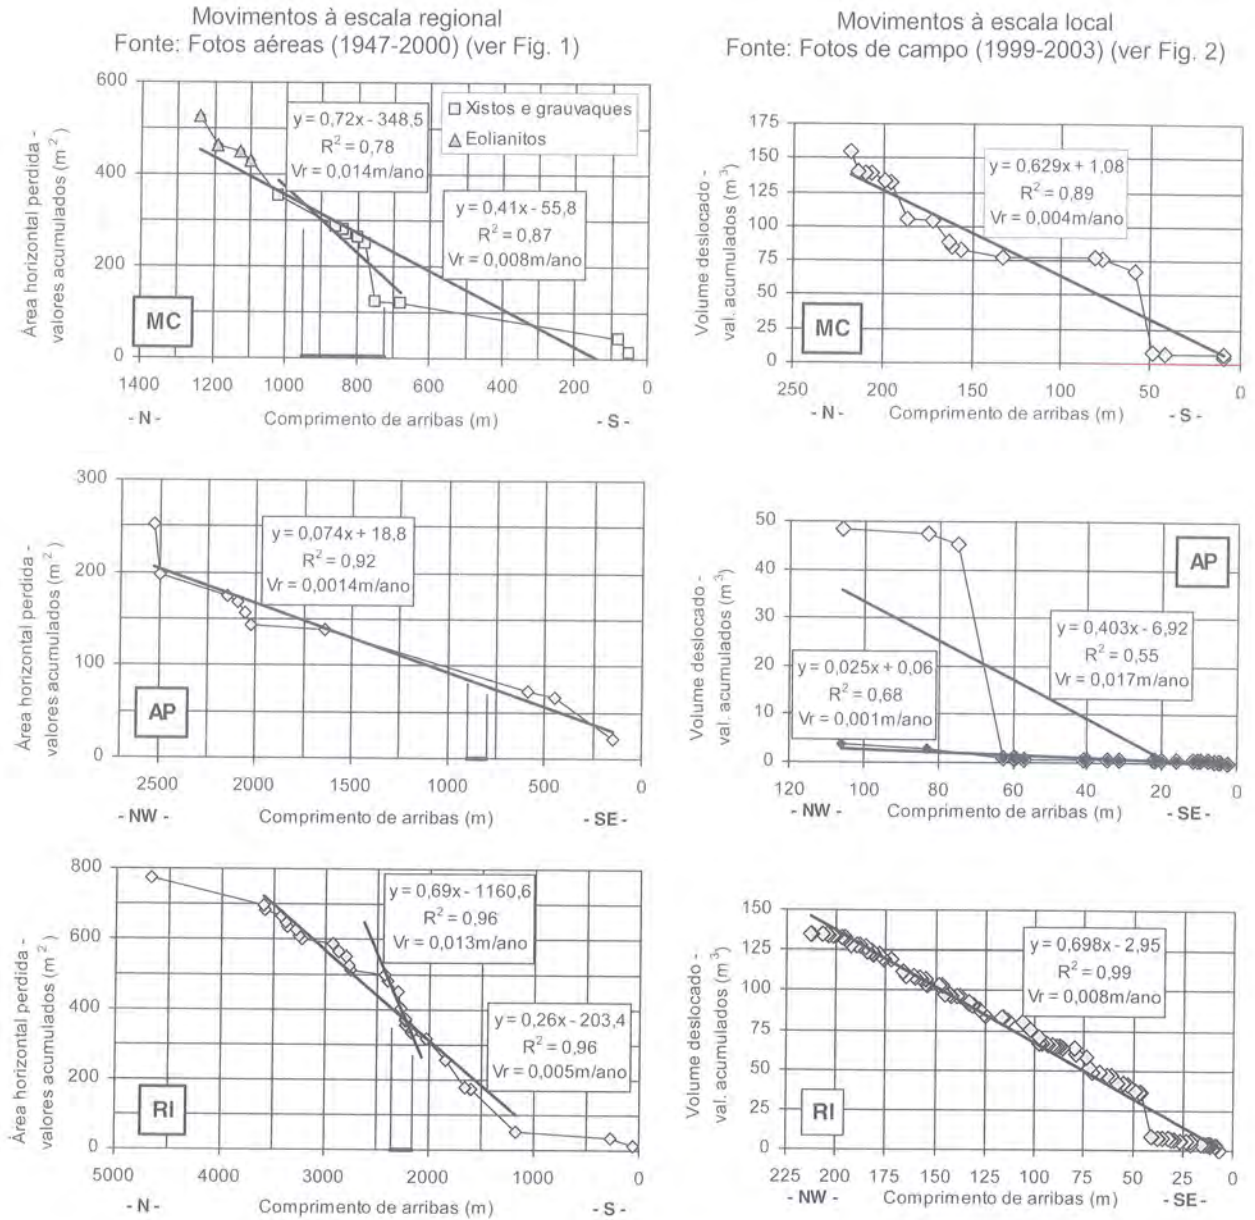 Movimentos à escala regional
Fonte: Fotos aéreas (1947-2000) (ver Fig. 1)
Movimentos à escala local
Fonte: Fotos de campo (1999-2003) (ver Fig. 2)
Área horizontal perdida -
valores acumulados (m²)
600
400
200
0
y = 0,72x - 348,5
R² = 0,78
Vr = 0,014m/ano
Xistos e grauvaques
Eolianitos
y = 0,41x - 55,8
R² = 0,87
Vr = 0,008m/ano
MC
1400 1200 1000 800 600 400 200 0
- N - Comprimento de arribas (m) - S -
Volume deslocado -
val. acumulados (m³)
175
150
125
100
75
50
25
0
y = 0,629x + 1,08
R² = 0,89
Vr = 0,004m/ano
MC
250 200 150 100 50 0
- N - Comprimento de arribas (m) - S -
Área horizontal perdida -
valores acumulados (m²)
300
200
100
0
y = 0,074x + 18,8
R² = 0,92
Vr = 0,0014m/ano
AP
2500 2000 1500 1000 500 0
- NW - Comprimento de arribas (m) - SE -
Volume deslocado -
val. acumulados (m³)
50
40
30
20
10
0
AP
y = 0,403x - 6,92
R² = 0,55
Vr = 0,017m/ano
y = 0,025x + 0,06
R² = 0,68
Vr = 0,001m/ano
120 100 80 60 40 20 0
- NW - Comprimento de arribas (m) - SE -
Área horizontal perdida -
valores acumulados (m²)
800
600
400
200
0
y = 0,69x - 1160,6
R² = 0,96
Vr = 0,013m/ano
y = 0,26x - 203,4
R² = 0,96
Vr = 0,005m/ano
RI
5000 4000 3000 2000 1000 0
- N - Comprimento de arribas (m) - S -
Volume deslocado -
val. acumulados (m³)
150
125
100
75
50
25
0
y = 0,698x - 2,95
R² = 0,99
Vr = 0,008m/ano
RI
225 200 175 150 125 100 75 50 25 0
- NW - Comprimento de arribas (m) - SE -